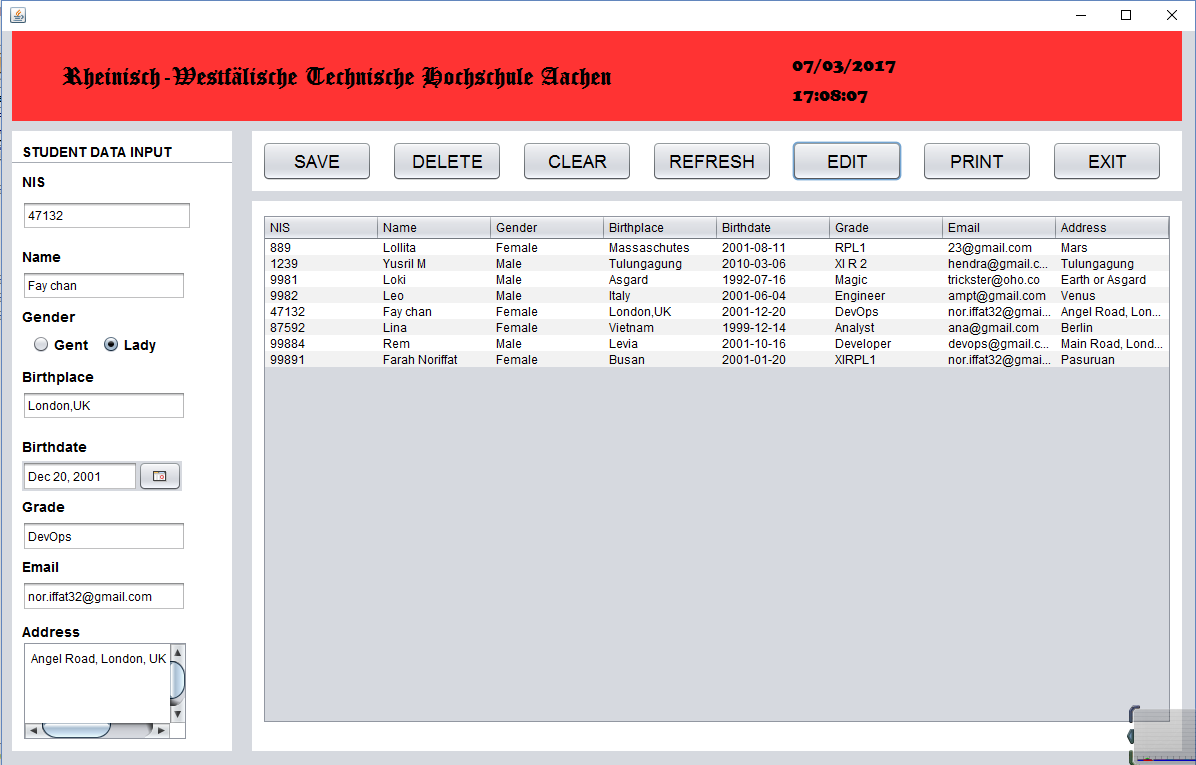 Rheinisch-Westfälische Technische Hochschule Aachen
07/03/2017
17:08:07
STUDENT DATA INPUT
NIS
47132
Name
Fay chan
Gender
Gent Lady
Birthplace
London,UK
Birthdate
Dec 20, 2001
Grade
DevOps
Email
nor.iffat32@gmail.com
Address
Angel Road, London, UK
SAVE DELETE CLEAR REFRESH EDIT PRINT EXIT
NIS Name Gender Birthplace Birthdate Grade Email Address
889 Lollita Female Massaschutes 2001-08-11 RPL1 23@gmail.com Mars
1239 Yusril M Male Tulungagung 2010-03-06 XI R 2 hendra@gmail.c... Tulungagung
9981 Loki Male Asgard 1992-07-16 Magic trickster@oho.co Earth or Asgard
9982 Leo Male Italy 2001-06-04 Engineer ampt@gmail.com Venus
47132 Fay chan Female London,UK 2001-12-20 DevOps nor.iffat32@gmai... Angel Road, Lon...
87592 Lina Female Vietnam 1999-12-14 Analyst ana@gmail.com Berlin
99884 Rem Male Levia 2001-10-16 Developer devops@gmail.c... Main Road, Lond...
99891 Farah Noriffat Female Busan 2001-01-20 XIRPL1 nor.iffat32@gmai... Pasuruan